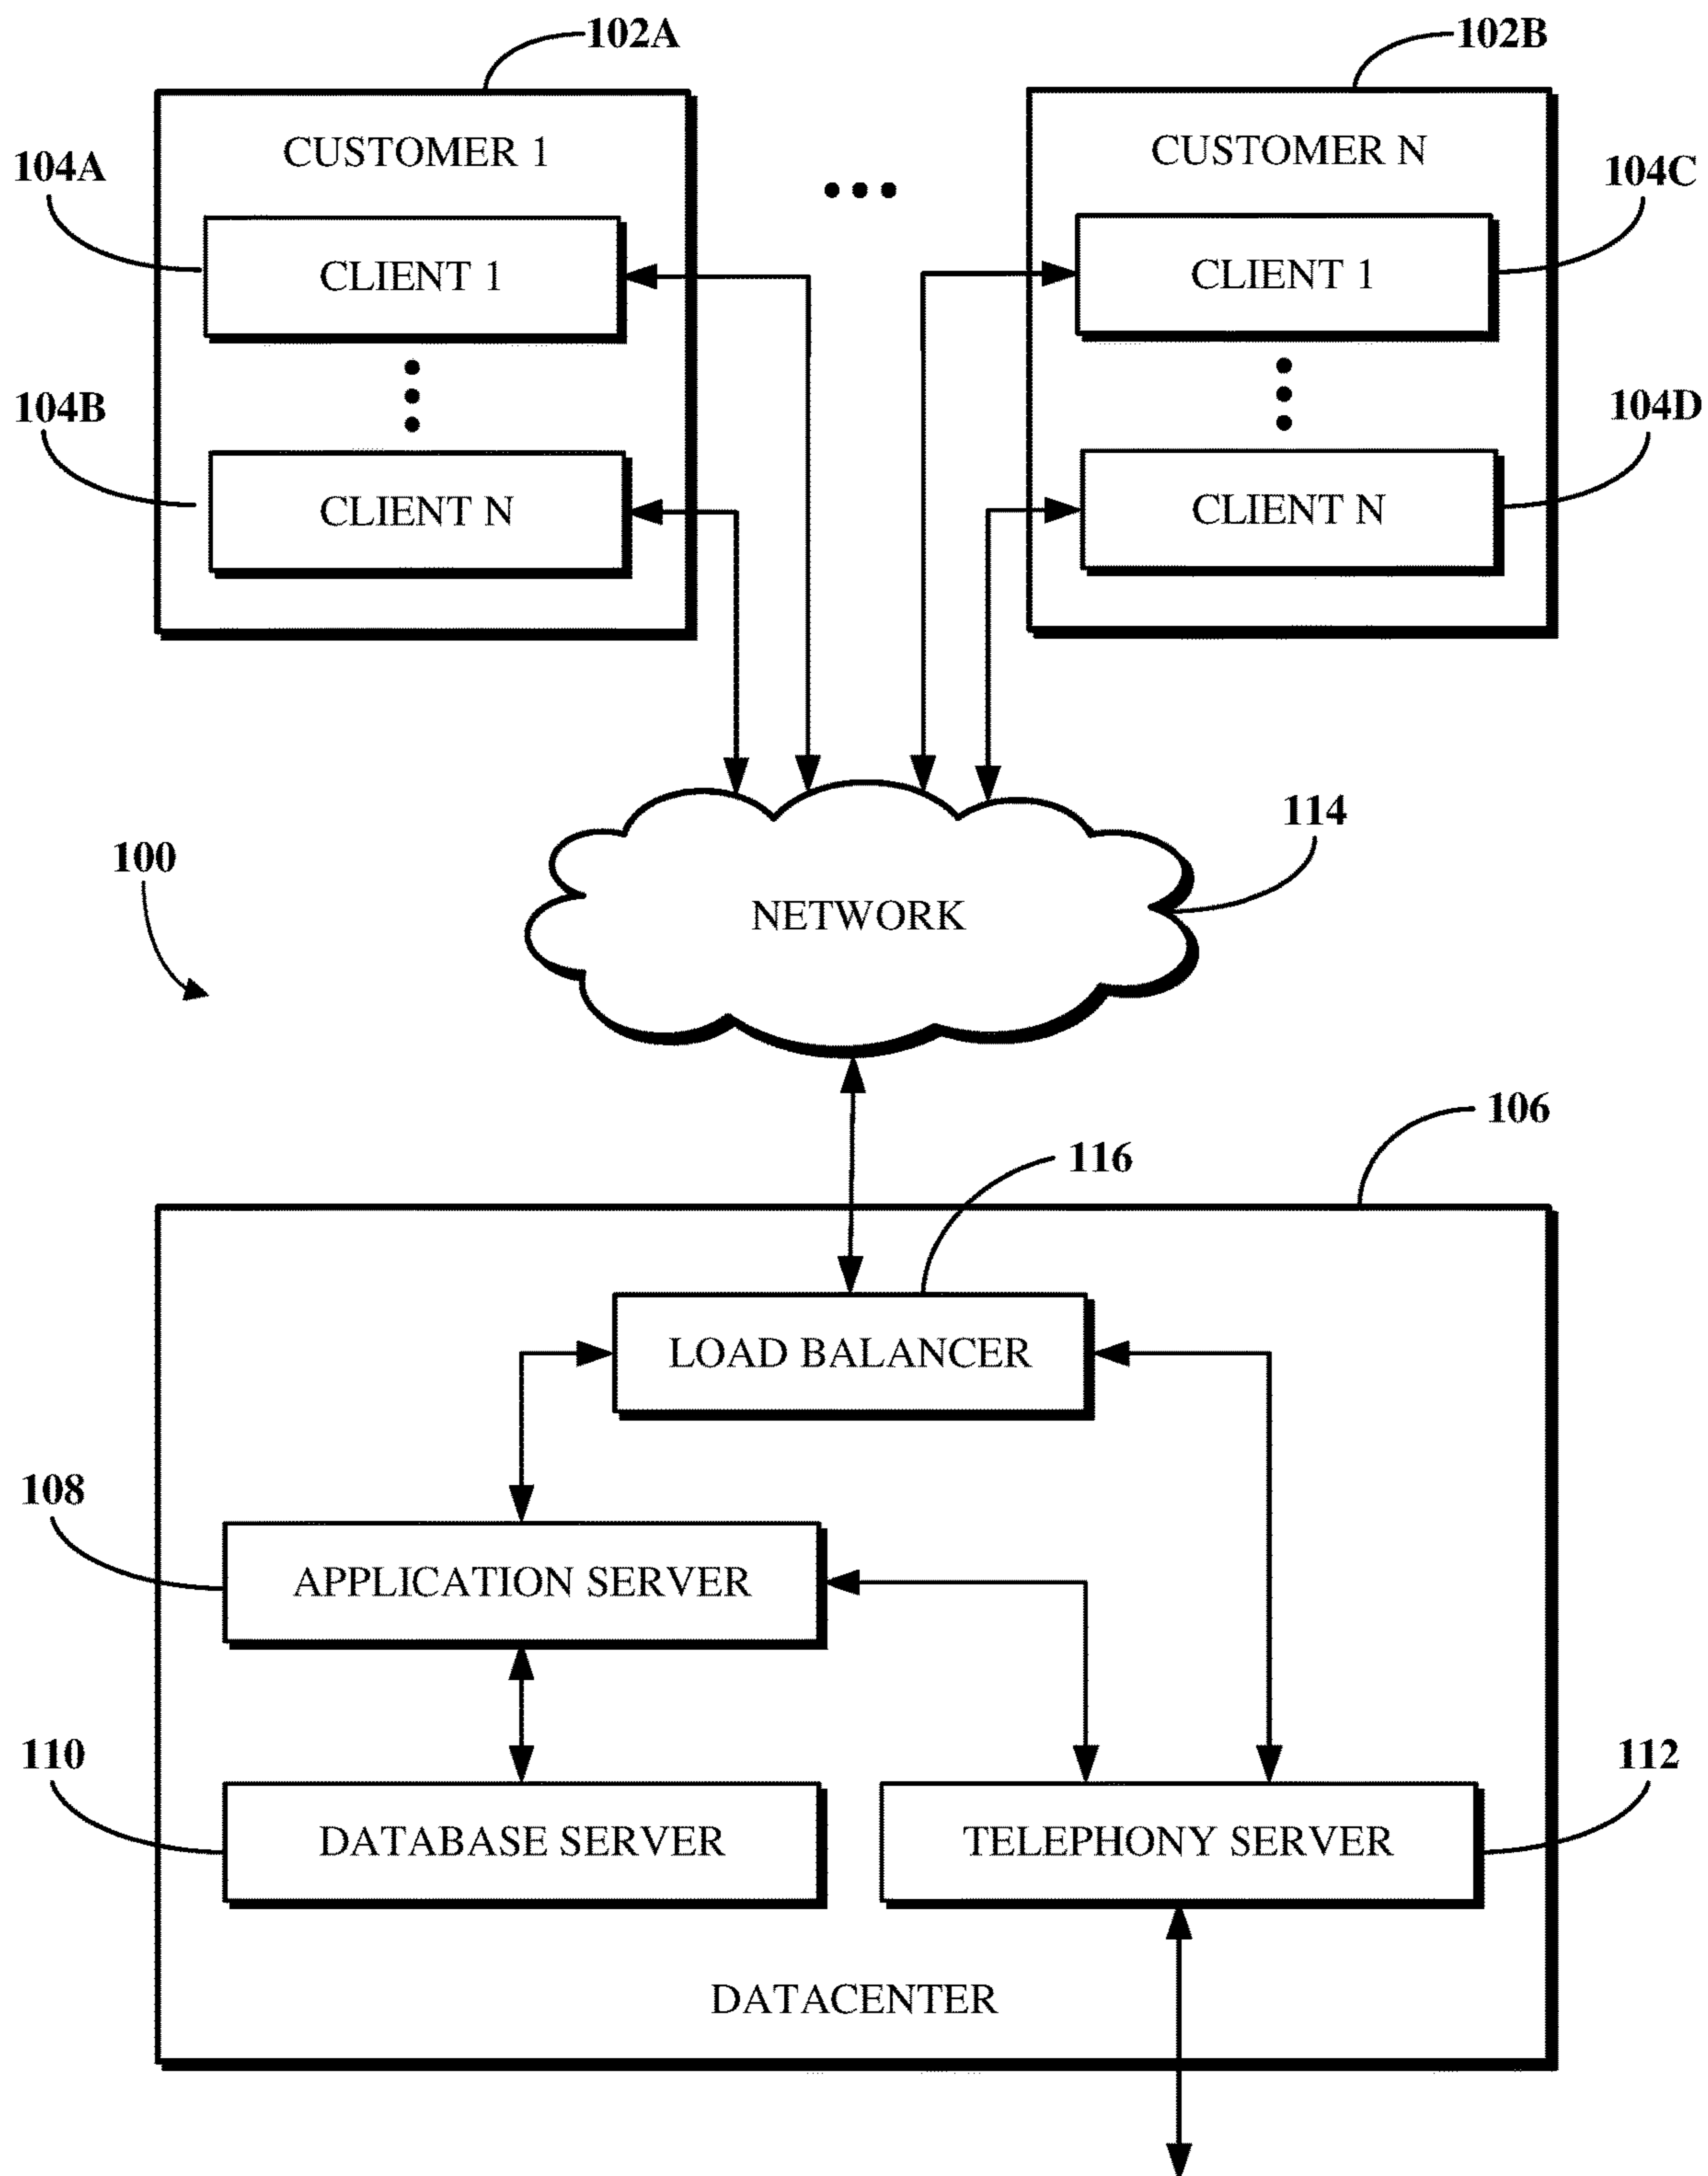 102A
102B
CUSTOMER 1
CUSTOMER N
104A
104C
CLIENT 1
CLIENT 1
104B
104D
CLIENT N
CLIENT N
114
100
NETWORK
106
116
LOAD BALANCER
108
APPLICATION SERVER
110
112
DATABASE SERVER
TELEPHONY SERVER
DATACENTER